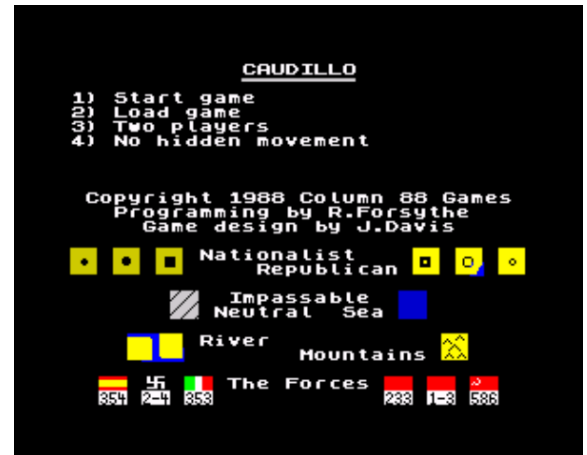 CAUDILLO
1) Start game
2) Load game
3) Two players
4) No hidden movement
Copyright 1988 Column 88 Games
Programming by R.Forsythe
Game design by J.Davis
Nationalist
Republican
Impassable
Neutral Sea
River
Mountains
The Forces
354 2-4 353 233 1-3 586